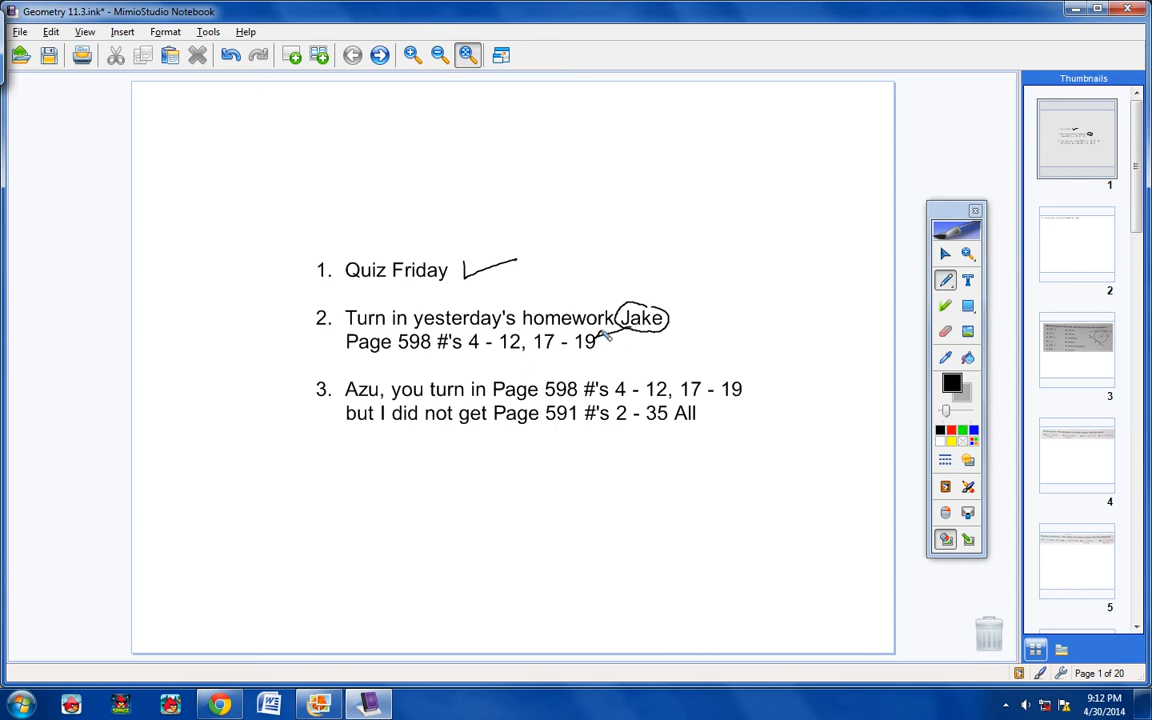 Geometry 11.3.ink* - MimioStudio Notebook
File Edit View Insert Format Tools Help
Thumbnails
1. Quiz Friday
2. Turn in yesterday's homework Jake
Page 598 #'s 4 - 12, 17 - 19
3. Azu, you turn in Page 598 #'s 4 - 12, 17 - 19
but I did not get Page 591 #'s 2 - 35 All
1
2
3
4
5
Page 1 of 20
9:12 PM
4/30/2014